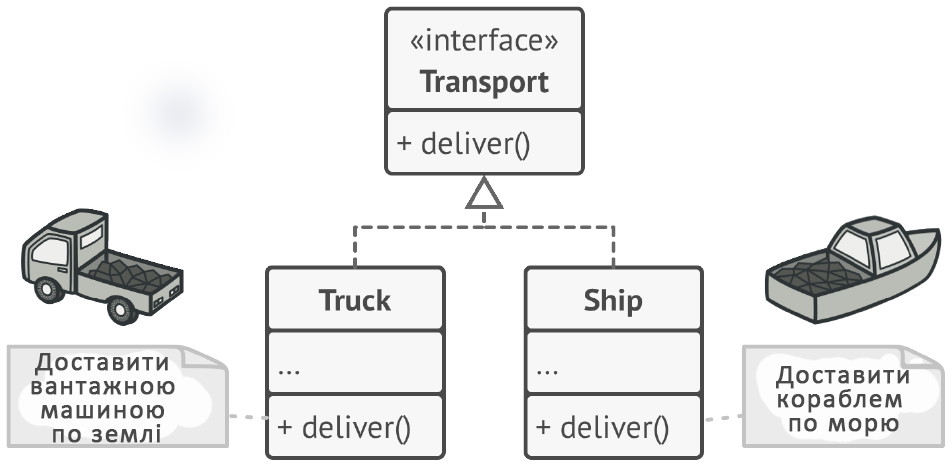 «interface»
Transport
+ deliver()
Truck
...
+ deliver()
Ship
...
+ deliver()
Доставити
вантажною
машиною
по землі
Доставити
кораблем
по морю